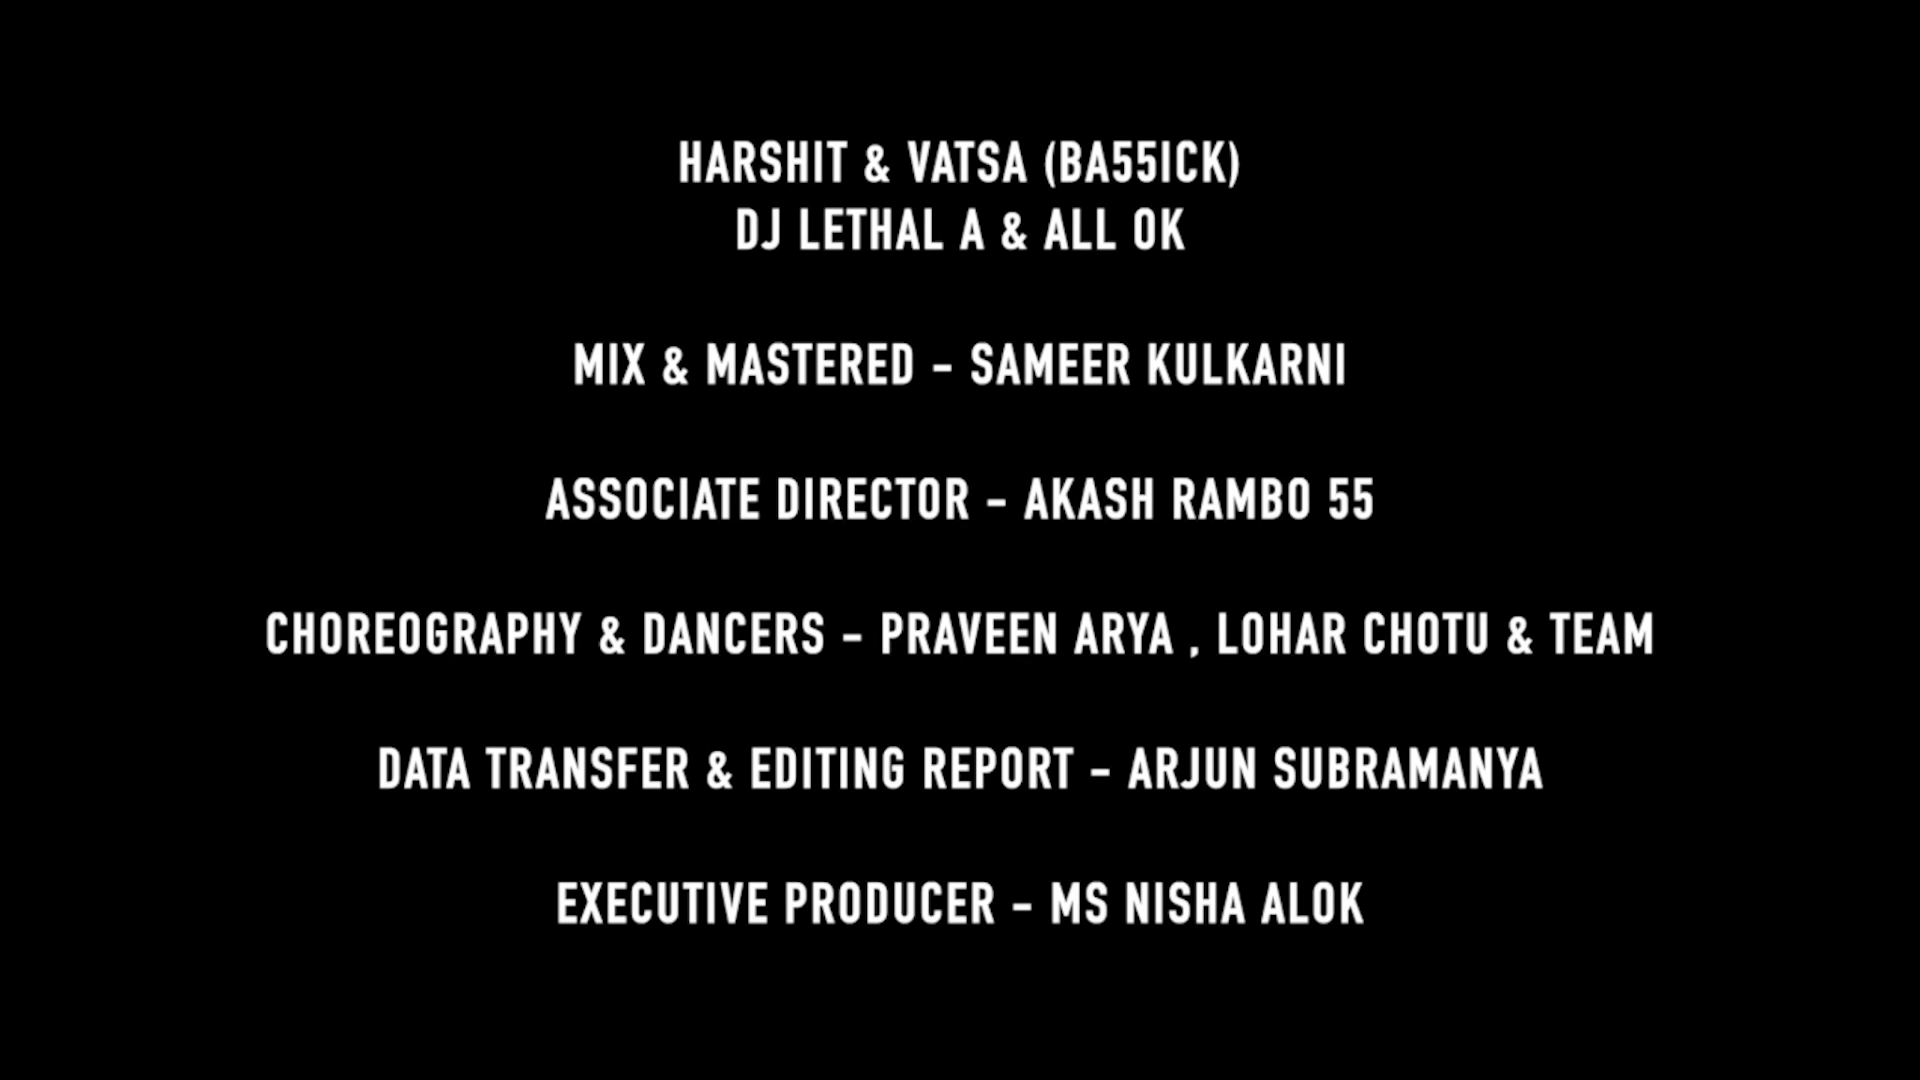 HARSHIT & VATSA (BA55ICK)
DJ LETHAL A & ALL OK
MIX & MASTERED - SAMEER KULKARNI
ASSOCIATE DIRECTOR - AKASH RAMBO 55
CHOREOGRAPHY & DANCERS - PRAVEEN ARYA , LOHAR CHOTU & TEAM
DATA TRANSFER & EDITING REPORT - ARJUN SUBRAMANYA
EXECUTIVE PRODUCER - MS NISHA ALOK